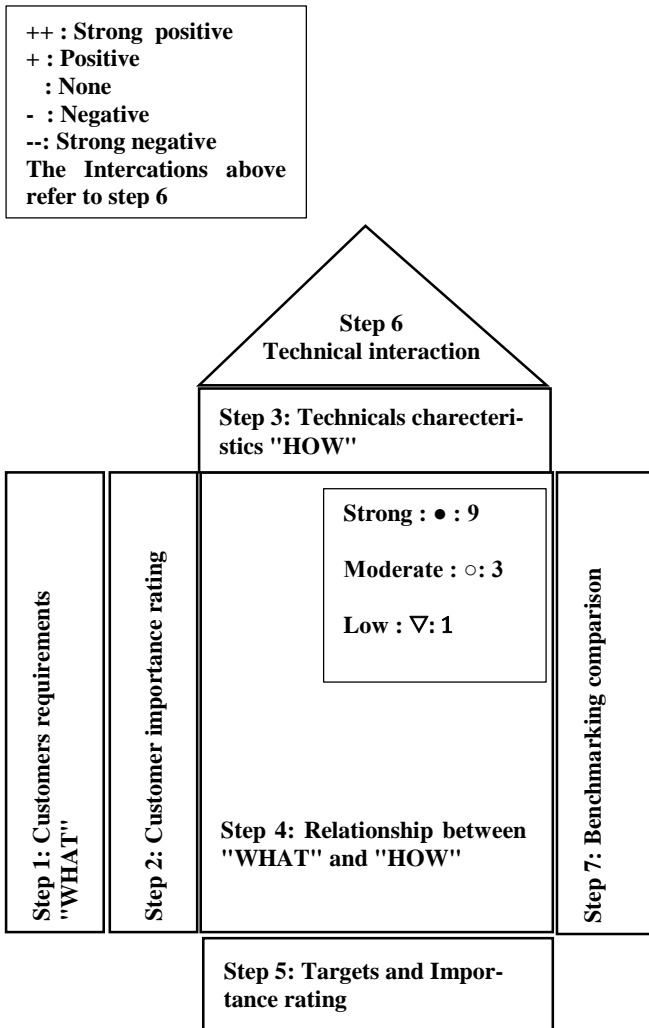 ++ : Strong positive
+ : Positive
: None
- : Negative
--: Strong negative
The Intercations above
refer to step 6
Step 6
Technical interaction
Step 3: Technicals charecteri-
stics "HOW"
Step 1: Customers requirements
"WHAT"
Step 2: Customer importance rating
Strong : ● : 9
Moderate : ○: 3
Low : ▽: 1
Step 4: Relationship between
"WHAT" and "HOW"
Step 7: Benchmarking comparison
Step 5: Targets and Impor-
tance rating